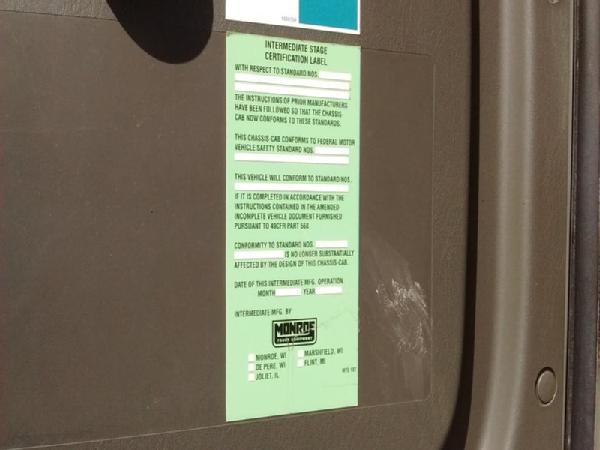 INTERMEDIATE STAGE
CERTIFICATION LABEL
WITH RESPECT TO STANDARD NOS.
THE INSTRUCTIONS OF PRIOR MANUFACTURERS
HAVE BEEN FOLLOWED SO THAT THE CHASSIS
CAB NOW CONFORMS TO THESE STANDARDS.
THIS CHASSIS-CAB CONFORMS TO FEDERAL MOTOR
VEHICLE SAFETY STANDARD NOS.
THIS VEHICLE WILL CONFORM TO STANDARD NOS.
IF IT IS COMPLETED IN ACCORDANCE WITH THE
INSTRUCTIONS CONTAINED IN THE AMENDED
INCOMPLETE VEHICLE DOCUMENT FURNISHED
PURSUANT TO 49CFR PART 568
CONFORMITY TO STANDARD NOS.
IS NO LONGER SUBSTANTIALLY
AFFECTED BY THE DESIGN OF THIS CHASSIS-CAB.
DATE OF THIS INTERMEDIATE MFG. OPERATION
MONTH YEAR
INTERMEDIATE MFG. BY
MONROE
TRUCK EQUIPMENT
MONROE, WI MARSHFIELD, WI
DE PERE, WI FLINT, MI
JOLIET, IL